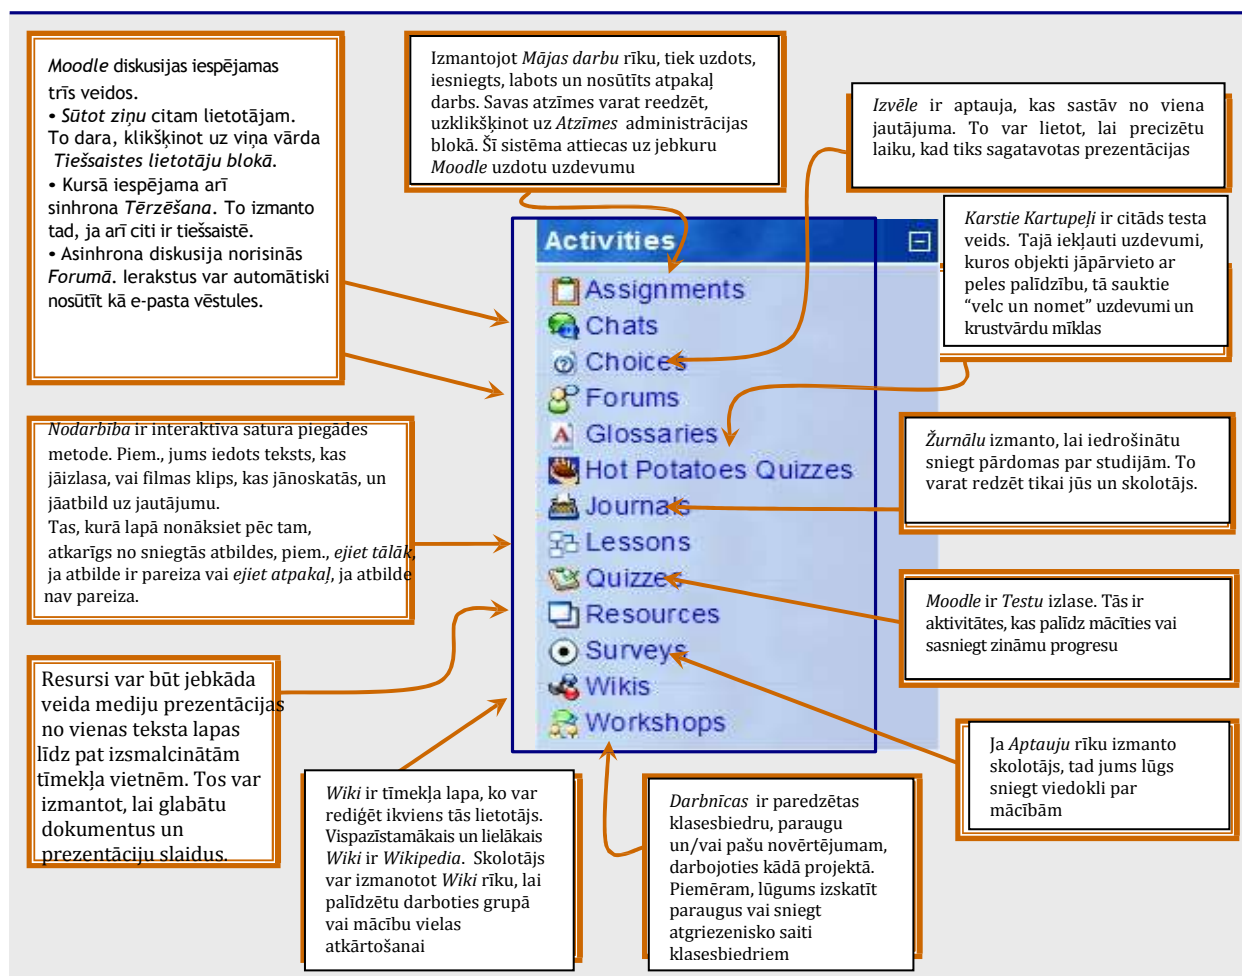 Moodle diskusijas iespējamas
trīs veidos.
• Sūtot ziņu citam lietotājam.
To dara, klikšķinot uz viņa vārda
Tiešsaistes lietotāju blokā.
• Kursā iespējama arī
sinhrona Tērzēšana. To izmanto
tad, ja arī citi ir tiešsaistē.
• Asinhrona diskusija norisinās
Forumā. Ierakstus var automātiski
nosūtīt kā e-pasta vēstules.
Izmantojot Mājas darbu rīku, tiek uzdots,
iesniegts, labots un nosūtīts atpakaļ
darbs. Savas atzīmes varat reedzēt,
uzklikšķinot uz Atzīmes administrācijas
blokā. Šī sistēma attiecas uz jebkuru
Moodle uzdotu uzdevumu
Izvēle ir aptauja, kas sastāv no viena
jautājuma. To var lietot, lai precizētu
laiku, kad tiks sagatavotas prezentācijas
Karstie Kartupeļi ir citāds testa
veids. Tajā iekļauti uzdevumi,
kuros objekti jāpārvieto ar
peles palīdzību, tā sauktie
“velc un nomet” uzdevumi un
krustvārdu mīklas
Activities
Assignments
Chats
Choices
Forums
Glossaries
Hot Potatoes Quizzes
Journals
Lessons
Quizzes
Resources
Surveys
Wikis
Workshops
Nodarbība ir interaktīva satura piegādes
metode. Piem., jums iedots teksts, kas
jāizlasa, vai filmas klips, kas jānoskatās, un
jāatbild uz jautājumu.
Tas, kurā lapā nonāksiet pēc tam,
atkarīgs no sniegtās atbildes, piem., ejiet tālāk,
ja atbilde ir pareiza vai ejiet atpakaļ, ja atbilde
nav pareiza.
Žurnālu izmanto, lai iedrošinātu
sniegt pārdomas par studijām. To
varat redzēt tikai jūs un skolotājs.
Moodle ir Testu izlase. Tās ir
aktivitātes, kas palīdz mācīties vai
sasniegt zināmu progresu
Resursi var būt jebkāda
veida mediju prezentācijas
no vienas teksta lapas
līdz pat izsmalcinātām
tīmekļa vietnēm. Tos var
izmantot, lai glabātu
dokumentus un
prezentāciju slaidus.
Ja Aptauju rīku izmanto
skolotājs, tad jums lūgs
sniegt viedokli par
mācībām
Wiki ir tīmekļa lapa, ko var
rediģēt ikviens tās lietotājs.
Vispazīstamākais un lielākais
Wiki ir Wikipedia. Skolotājs
var izmanotot Wiki rīku, lai
palīdzētu darboties grupā
vai mācību vielas
atkārtošanai
Darbnīcas ir paredzētas
klasesbiedru, paraugu
un/vai pašu novērtējumam,
darbojoties kādā projektā.
Piemēram, lūgums izskatīt
paraugus vai sniegt
atgriezenisko saiti
klasesbiedriem